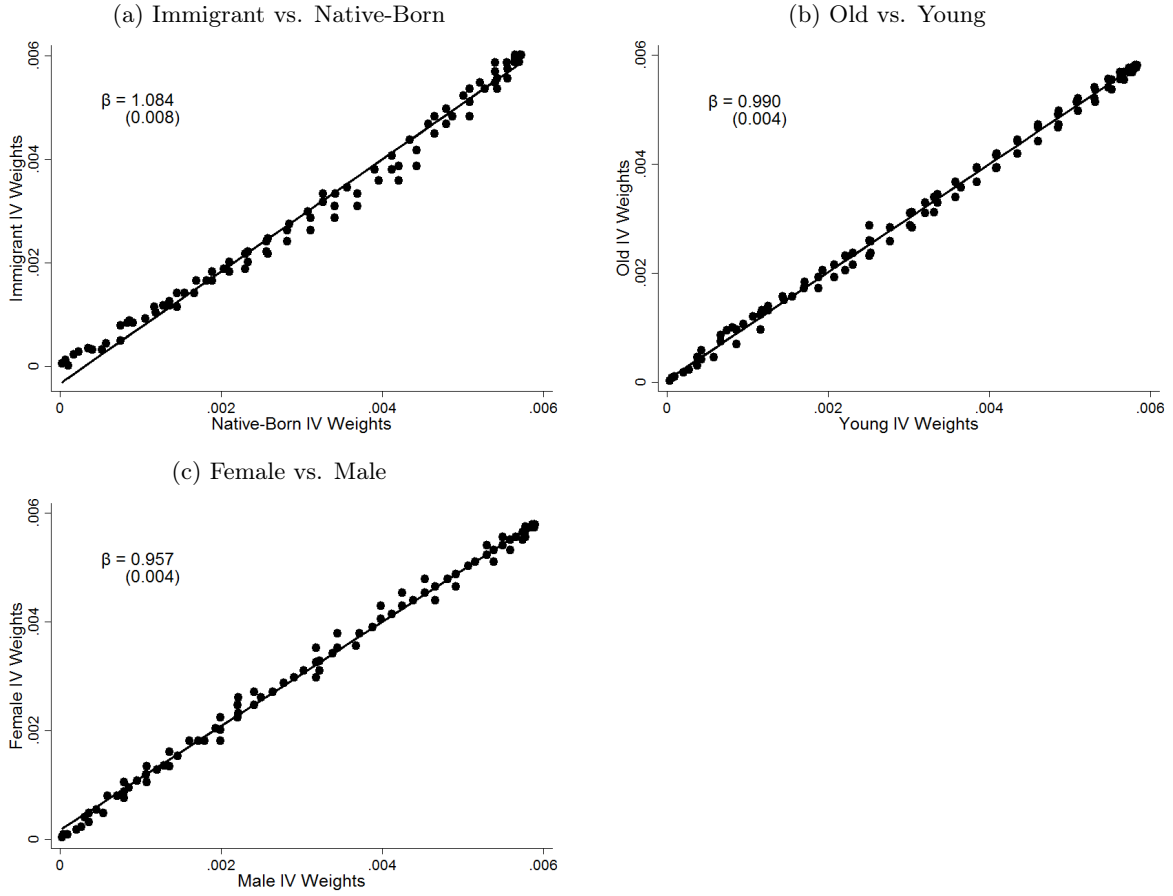 (a) Immigrant vs. Native-Born
β = 1.084
(0.008)
Immigrant IV Weights
.006
.004
.002
0
0
.002
.004
.006
Native-Born IV Weights
(b) Old vs. Young
β = 0.990
(0.004)
Old IV Weights
.006
.004
.002
0
0
.002
.004
.006
Young IV Weights
(c) Female vs. Male
β = 0.957
(0.004)
Female IV Weights
.006
.004
.002
0
0
.002
.004
.006
Male IV Weights